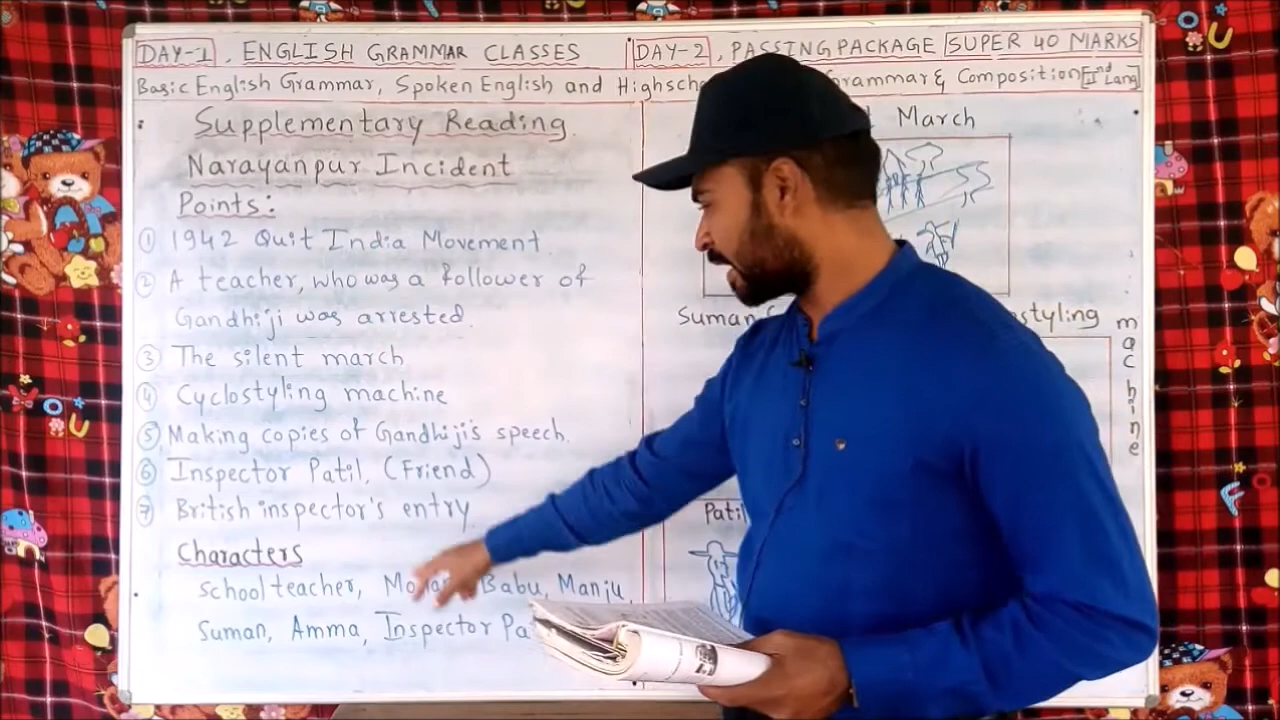 DAY-1, ENGLISH GRAMMAR CLASSES
DAY-2, PASSING PACKAGE SUPER 40 MARKS
Basic English Grammar, Spoken English and Highsch Grammar & Composition [IInd Lang]
Supplementary Reading
Narayanpur Incident
Points:
① 1942 Quit India Movement
② A teacher, who was a follower of
Gandhiji was arrested.
③ The silent march
④ Cyclostyling machine
⑤ Making copies of Gandhiji's speech.
⑥ Inspector Patil, (Friend)
⑦ British inspector's entry
Characters
School teacher, Babu, Manju,
Suman, Amma, Inspector Pa
March
Suman styling
machine
Patil